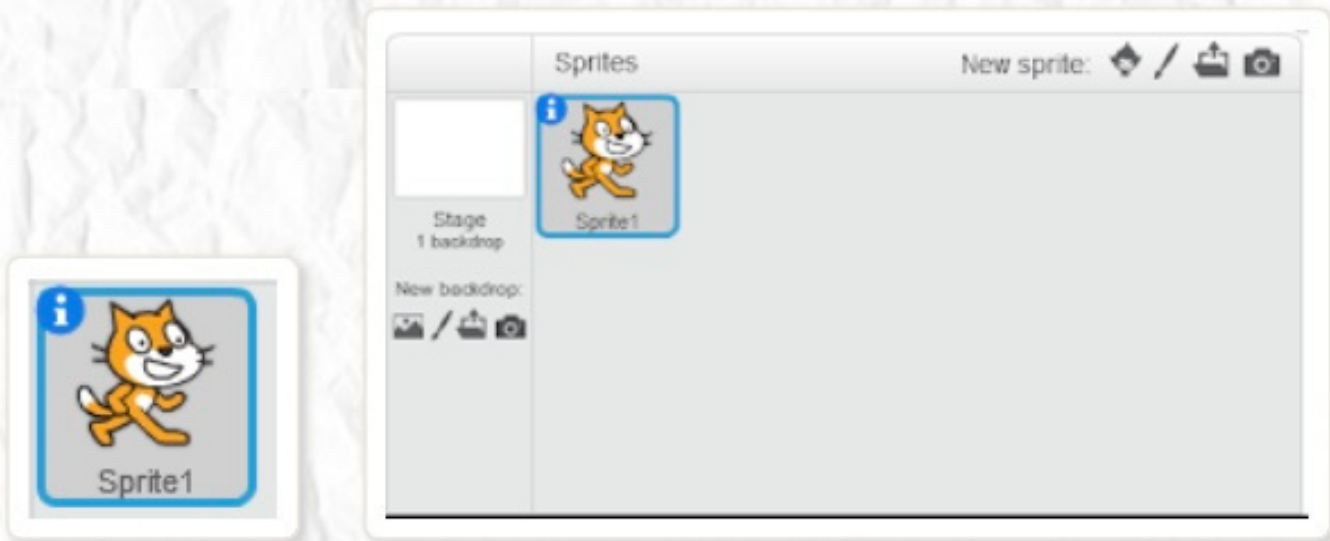 Sprites
New sprite:
Sprite1
Stage
1 backdrop
New backdrop:
Sprite1